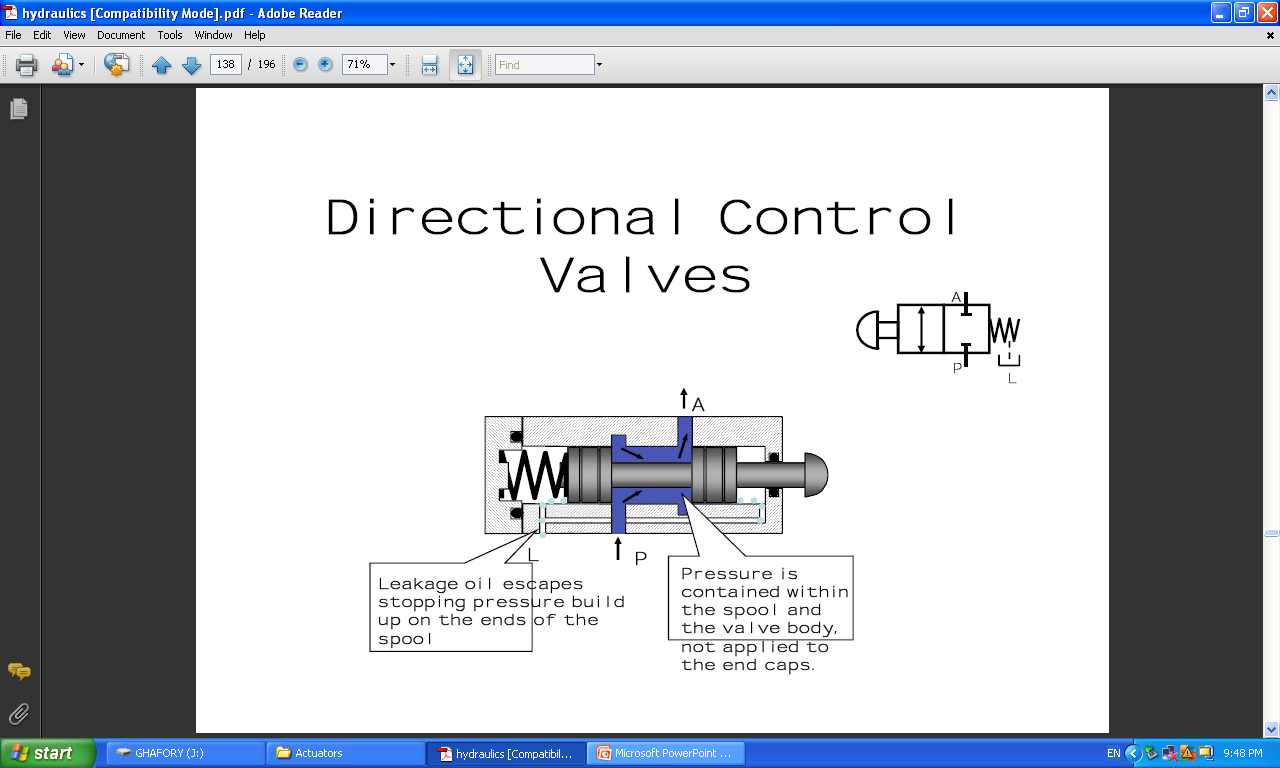 hydraulics [Compatibility Mode].pdf - Adobe Reader
File Edit View Document Tools Window Help
138 / 196 71% Find
Directional Control
Valves
A
P
L
A
L
P
Leakage oil escapes
stopping pressure build
up on the ends of the
spool
Pressure is
contained within
the spool and
the valve body,
not applied to
the end caps.
start GHAFORY (J:) Actuators hydraulics [Compatibil... Microsoft PowerPoint ... EN 9:48 PM